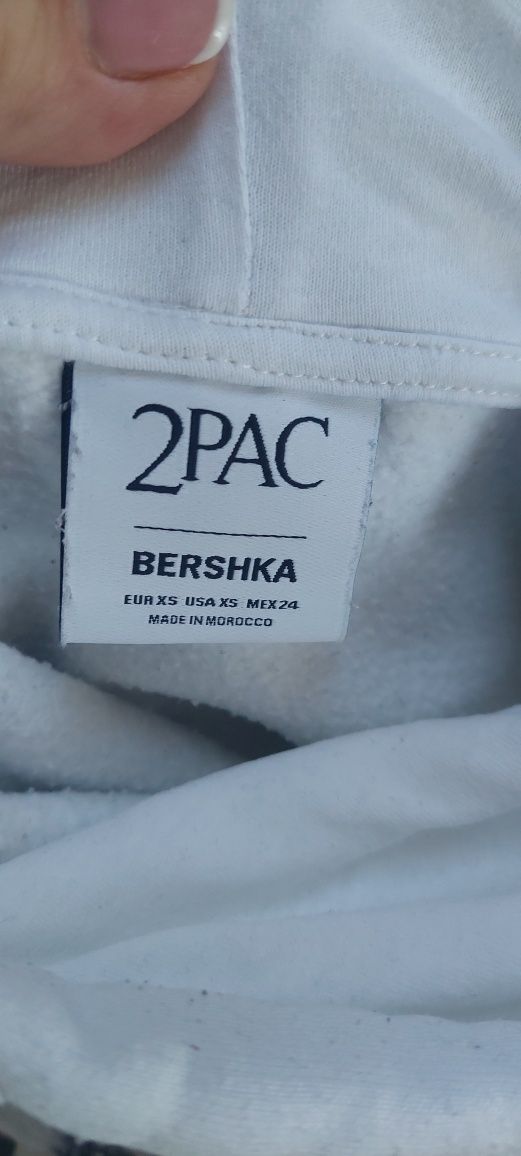 2PAC
BERSHKA
EUR XS USA XS MEX 24
MADE IN MOROCCO